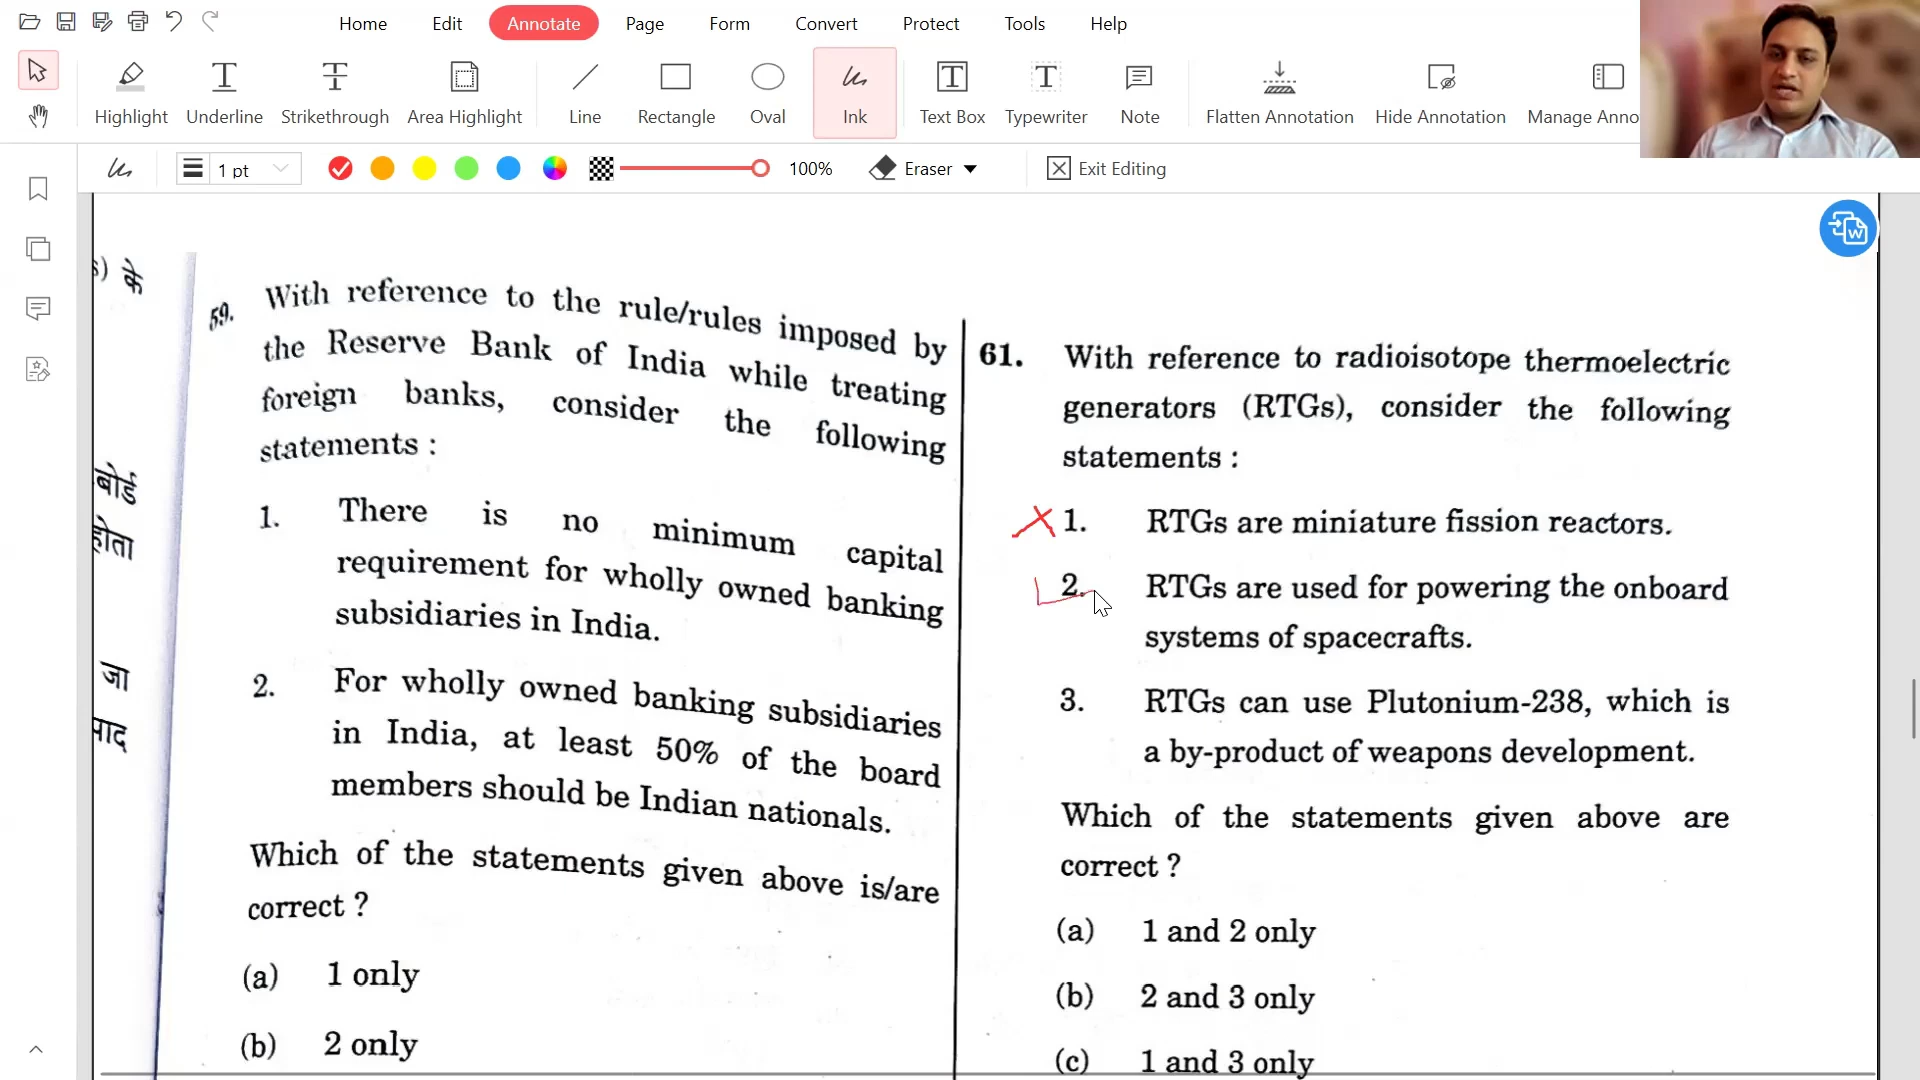 Home Edit Annotate Page Form Convert Protect Tools Help
Highlight Underline Strikethrough Area Highlight Line Rectangle Oval Ink Text Box Typewriter Note Flatten Annotation Hide Annotation Manage Anno
1 pt 100% Eraser Exit Editing
s) के
बोर्ड
होता
जा
59. With reference to the rule/rules imposed by
the Reserve Bank of India while treating
foreign banks, consider the following
statements :
1. There is no minimum capital
requirement for wholly owned banking
subsidiaries in India.
2. For wholly owned banking subsidiaries
in India, at least 50% of the board
members should be Indian nationals.
Which of the statements given above is/are
correct ?
(a) 1 only
(b) 2 only
61. With reference to radioisotope thermoelectric
generators (RTGs), consider the following
statements :
1. RTGs are miniature fission reactors.
2. RTGs are used for powering the onboard
systems of spacecrafts.
3. RTGs can use Plutonium-238, which is
a by-product of weapons development.
Which of the statements given above are
correct ?
(a) 1 and 2 only
(b) 2 and 3 only
(c) 1 and 3 only